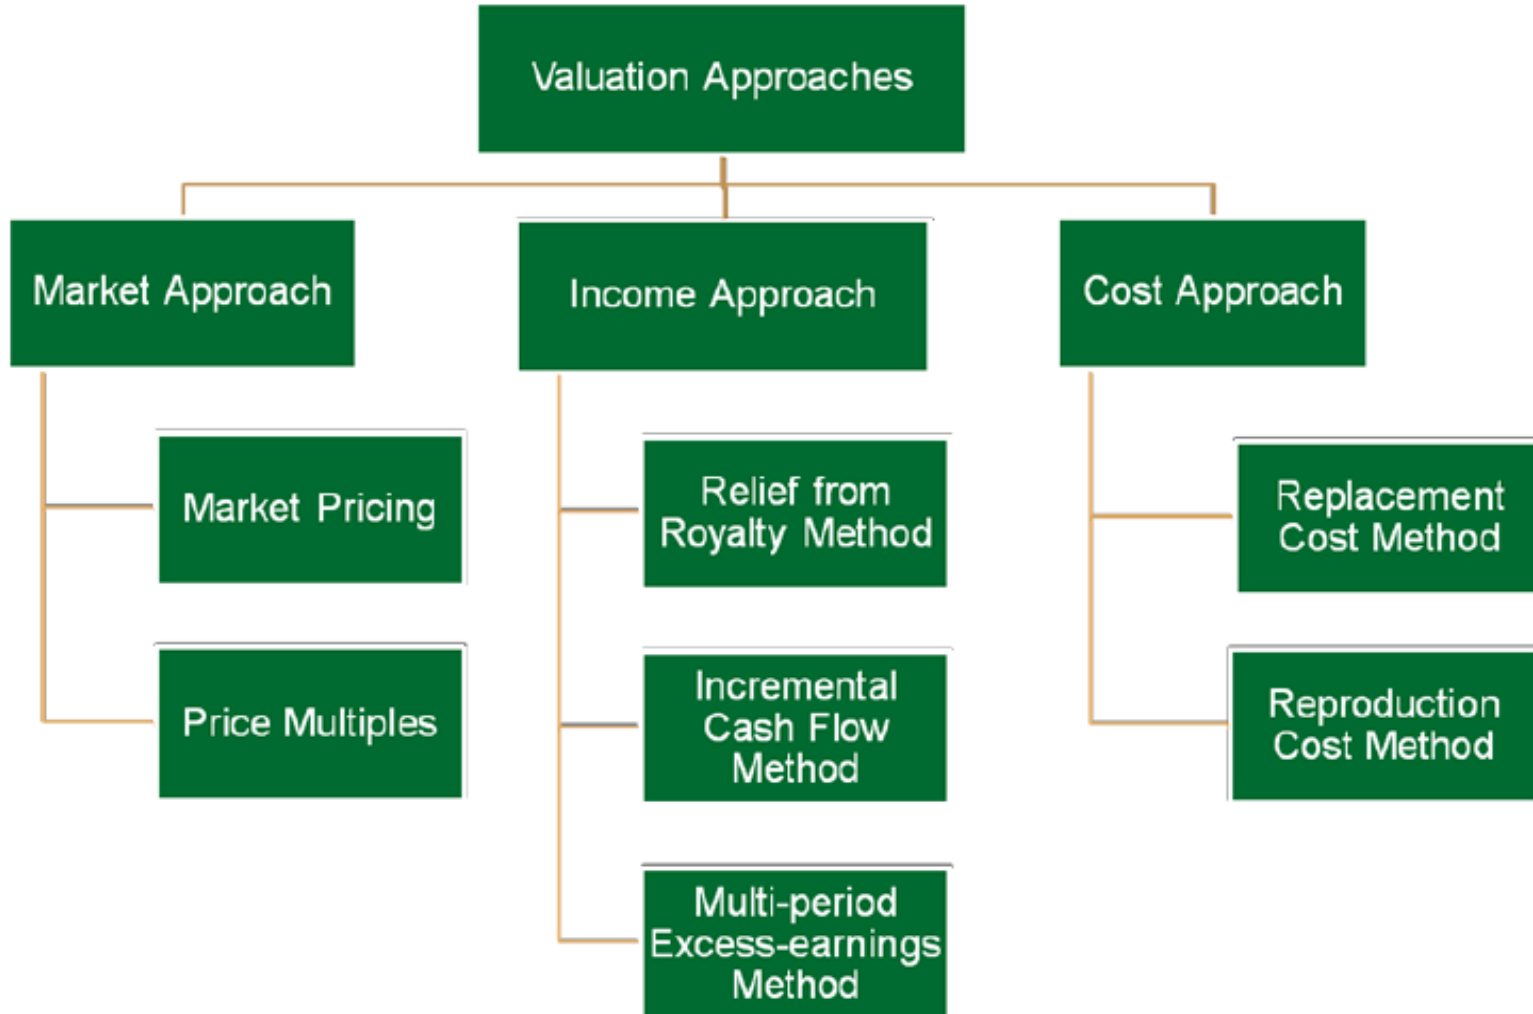 Valuation Approaches
Market Approach
Income Approach
Cost Approach
Market Pricing
Price Multiples
Relief from
Royalty Method
Incremental
Cash Flow
Method
Multi-period
Excess-earnings
Method
Replacement
Cost Method
Reproduction
Cost Method